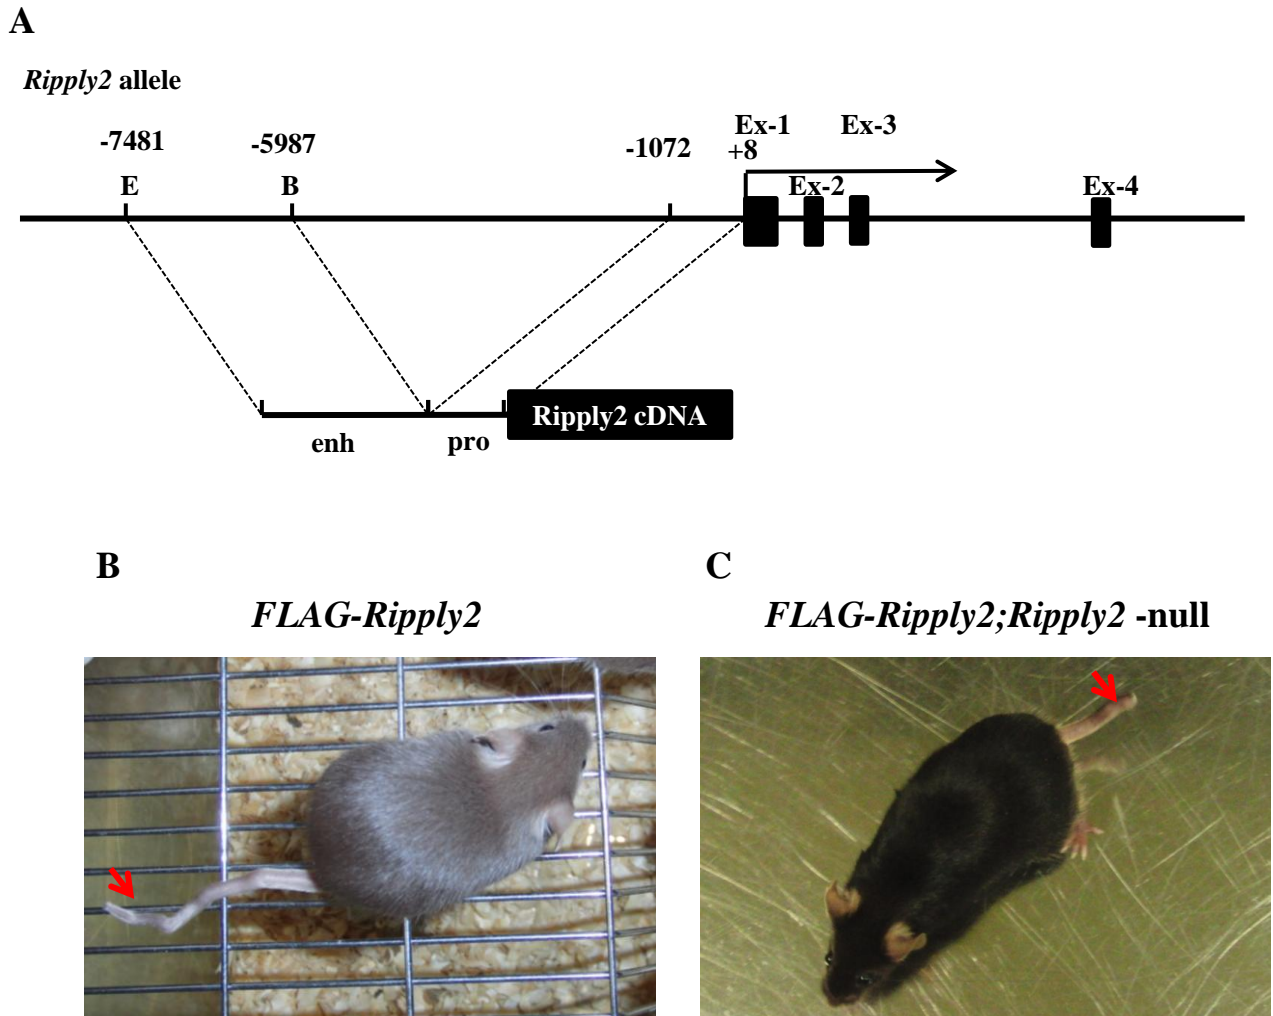 A
Ripply2 allele
Ex-1 Ex-3
-7481 -5987 -1072 +8
E B Ex-2 Ex-4
Ripply2 cDNA
enh pro
B C
FLAG-Ripply2 FLAG-Ripply2;Ripply2 -null